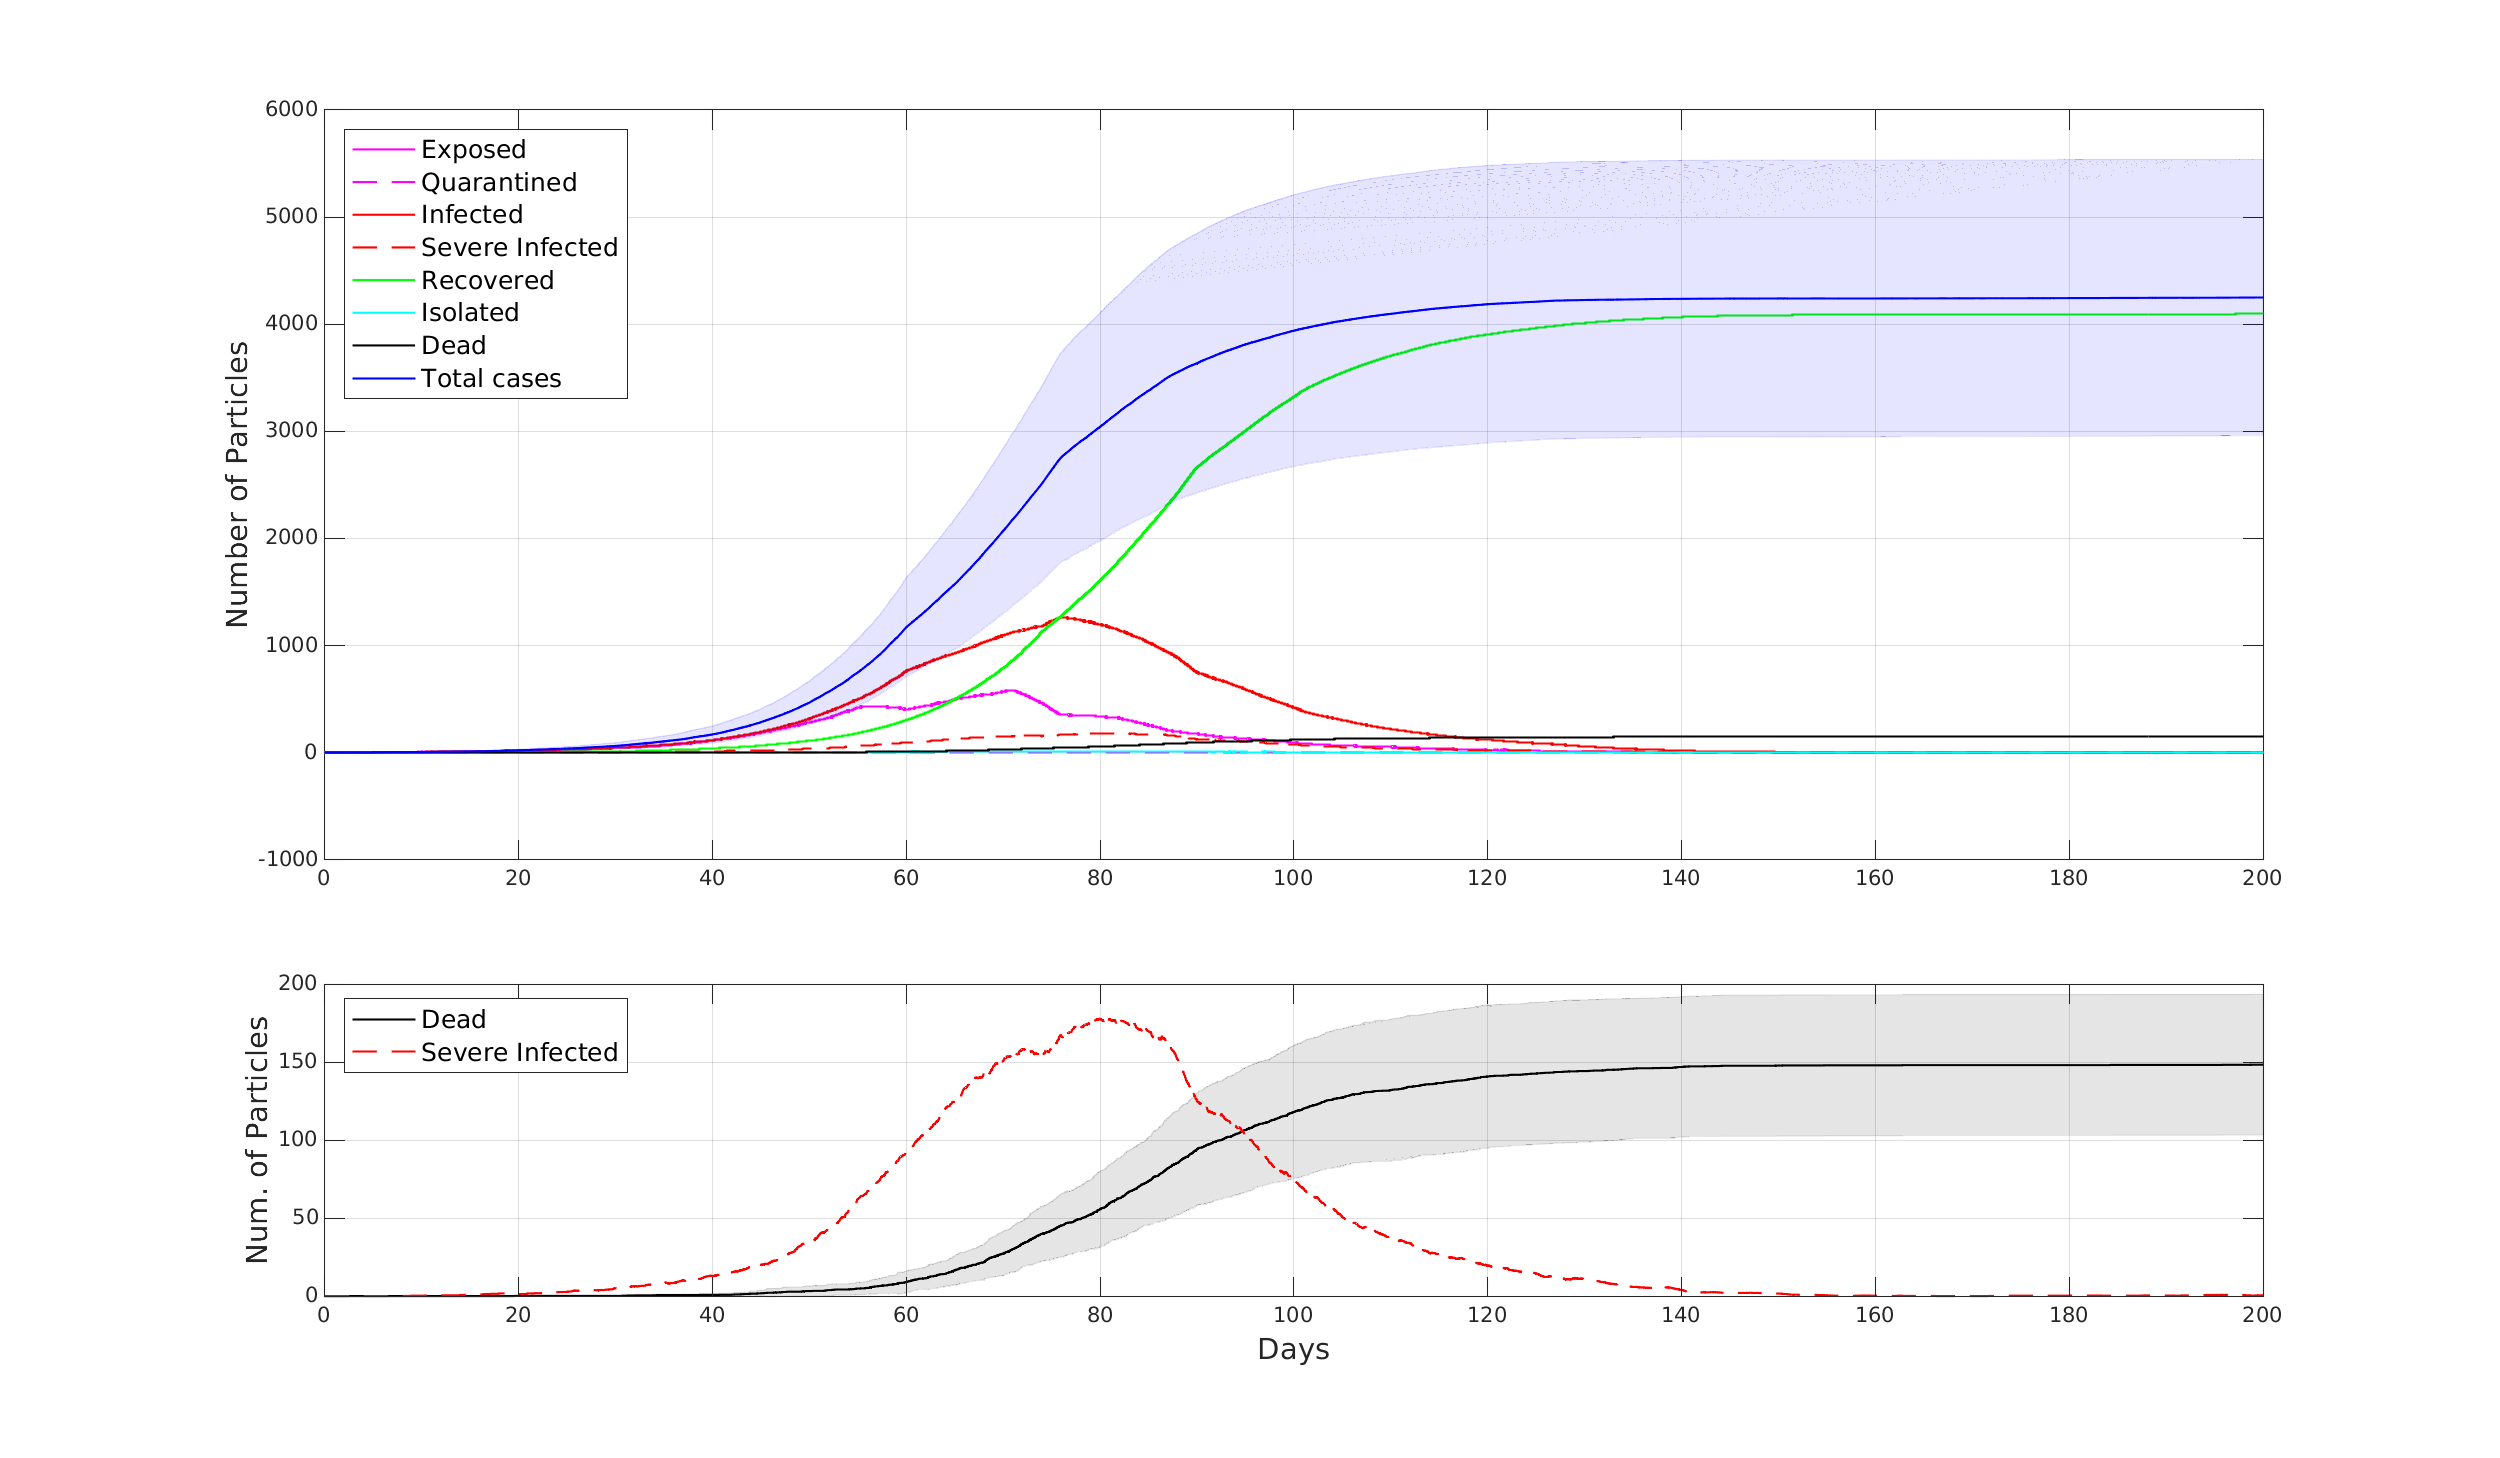 6000
5000
4000
3000
2000
1000
0
-1000
Number of Particles
Exposed
Quarantined
Infected
Severe Infected
Recovered
Isolated
Dead
Total cases
0 20 40 60 80 100 120 140 160 180 200
200
150
100
50
0
Num. of Particles
Dead
Severe Infected
0 20 40 60 80 100 120 140 160 180 200
Days